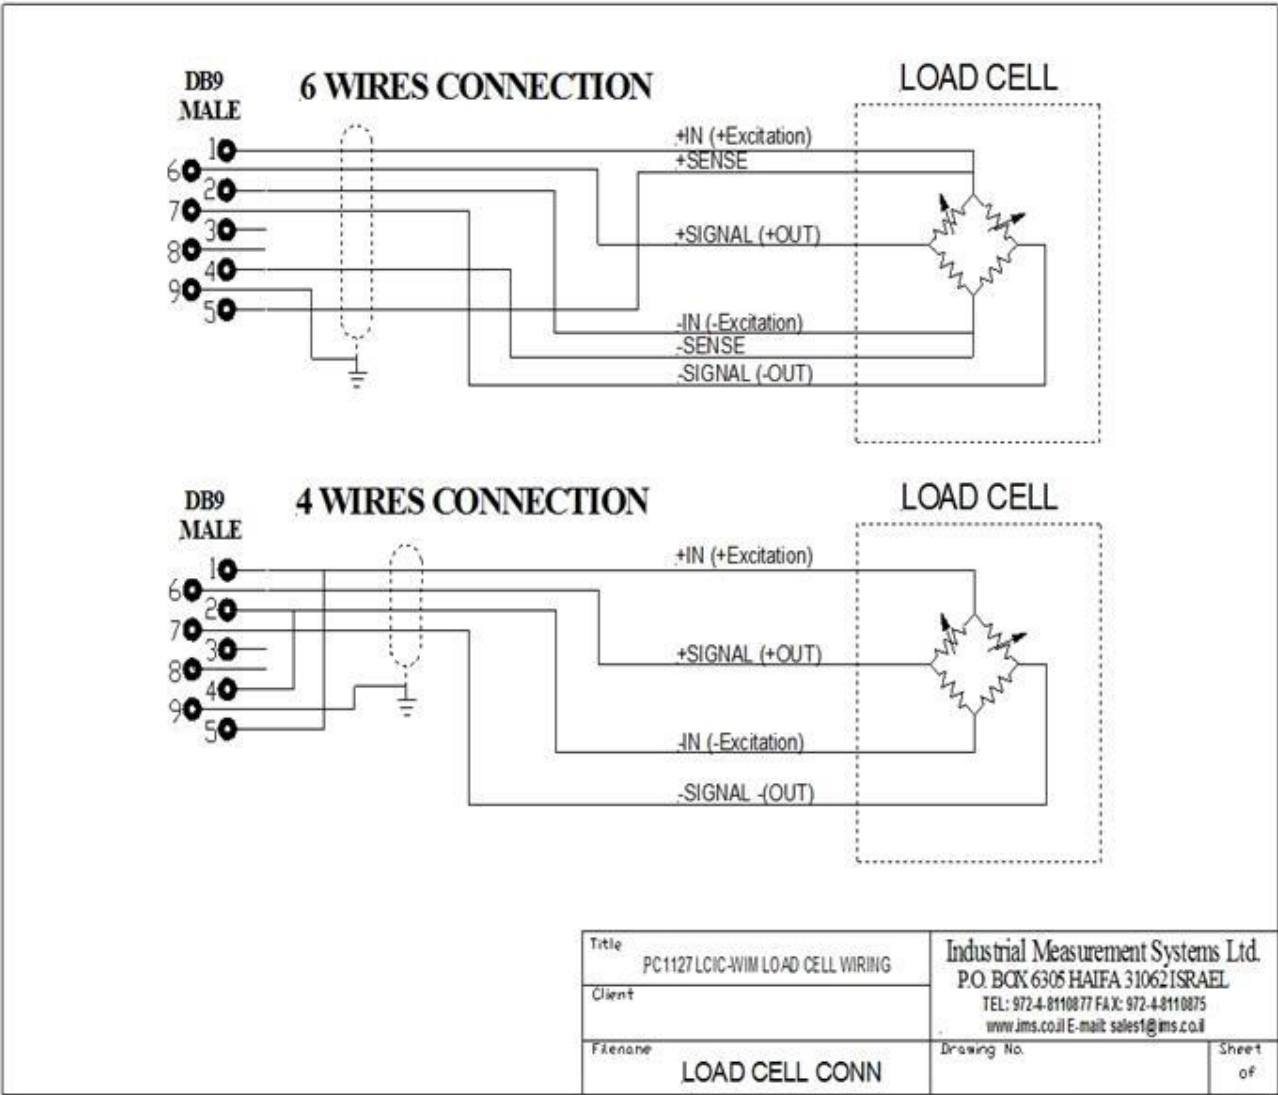 DB9
MALE
6 WIRES CONNECTION
LOAD CELL
1
6
2
7
3
8
4
9
5
+IN (+Excitation)
+SENSE
+SIGNAL (+OUT)
-IN (-Excitation)
-SENSE
-SIGNAL (-OUT)
DB9
MALE
4 WIRES CONNECTION
LOAD CELL
1
6
2
7
3
8
4
9
5
+IN (+Excitation)
+SIGNAL (+OUT)
-IN (-Excitation)
-SIGNAL -(OUT)
Title
PC1127 LCIC-WIM LOAD CELL WIRING
Client
Filename
LOAD CELL CONN
Industrial Measurement Systems Ltd.
P.O. BOX 6305 HAIFA 31062 ISRAEL
TEL: 972-4-8110877 FAX: 972-4-8110875
www.ims.co.il E-mail: sales1@ims.co.il
Drawing No.
Sheet
of